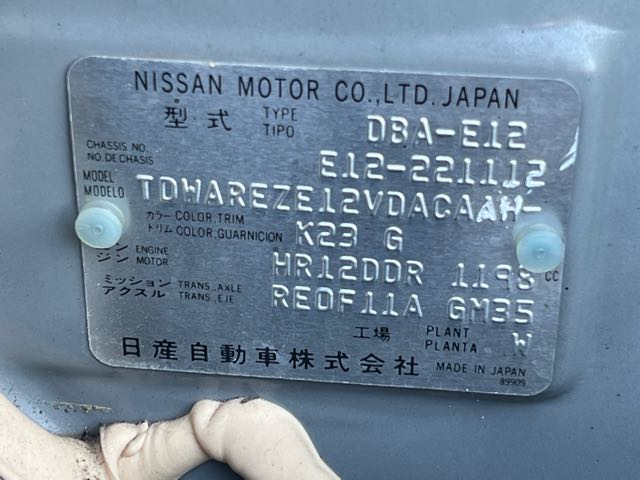 NISSAN MOTOR CO.,LTD. JAPAN
型式 TYPE TIPO DBA-E12
CHASSIS NO. NO DE CHASIS E12-221112
MODEL MODELO TDWAREZE12VDACAAH-
カラー COLOR,TRIM トリム COLOR,GUARNICION K23 G
ジン ENGINE MOTOR HR12DDR 1198 CC
ミッション アクスル TRANS.,AXLE TRANS.,EJE RE0F11A GM35
工場 PLANT PLANTA W
日産自動車株式会社 MADE IN JAPAN
89909